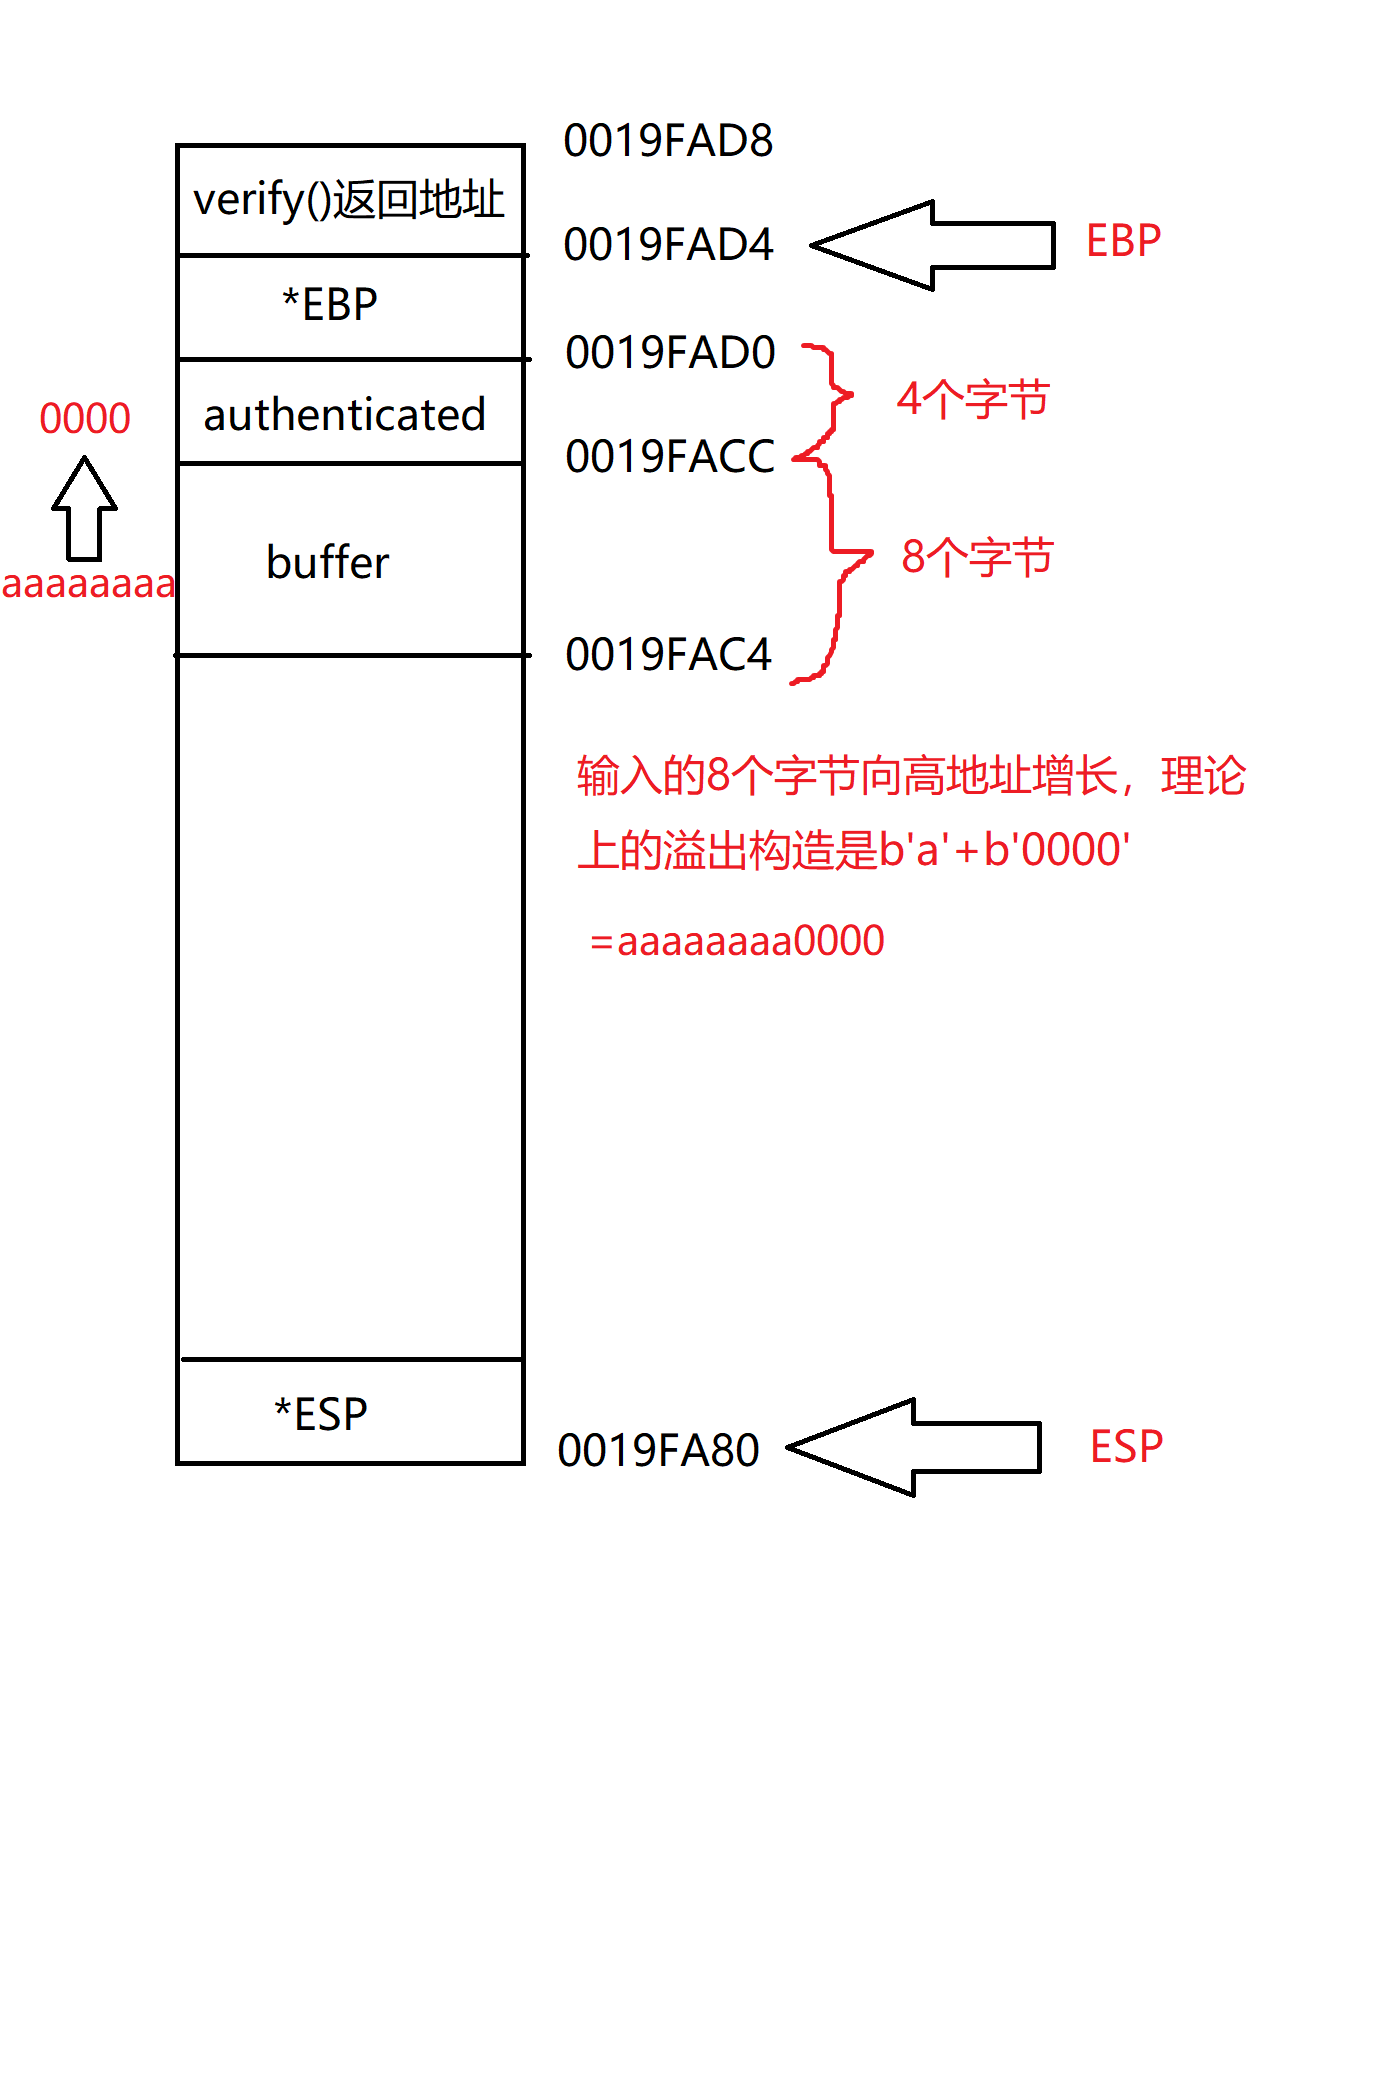 0019FAD8
verify()返回地址
0019FAD4
EBP
*EBP
0019FAD0
4个字节
0000
authenticated
0019FACC
buffer
8个字节
aaaaaaaa
0019FAC4
输入的8个字节向高地址增长，理论
上的溢出构造是b'a'+b'0000'
=aaaaaaaa0000
*ESP
0019FA80
ESP